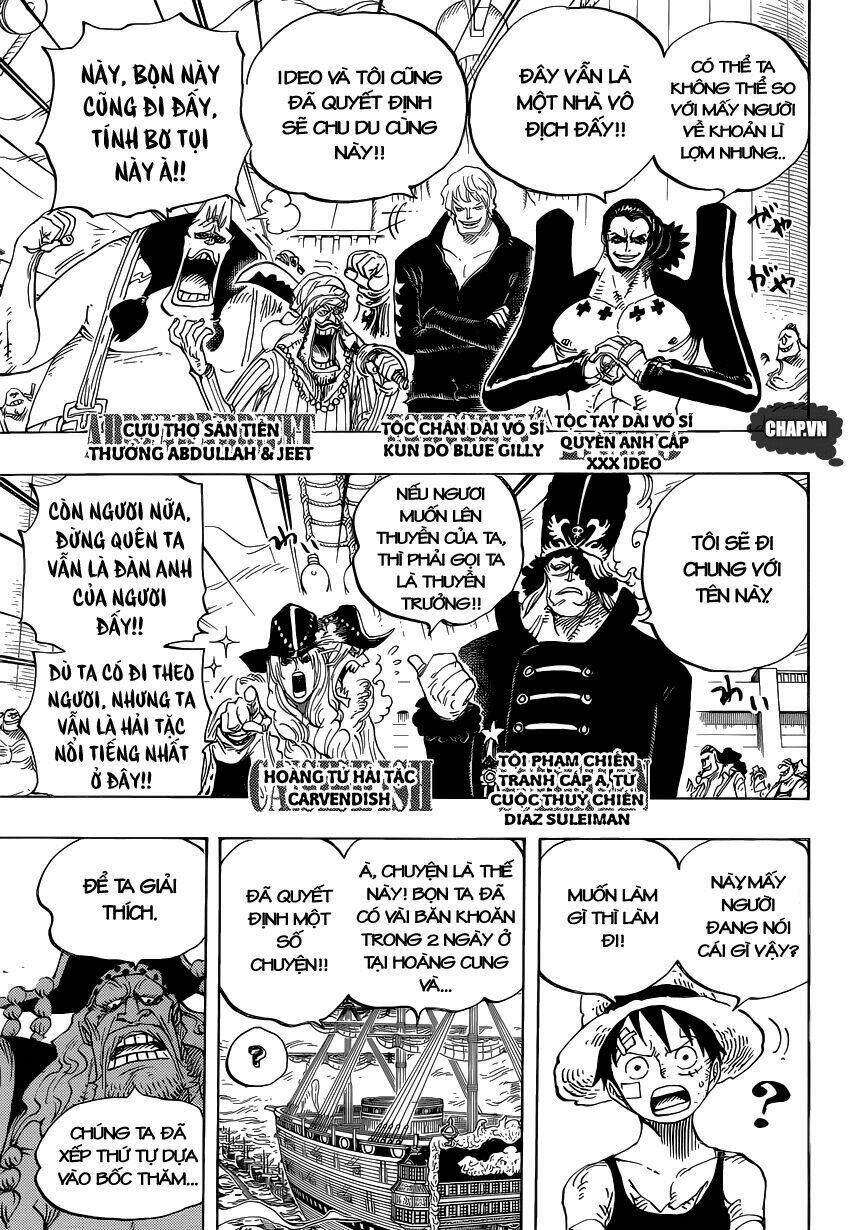 CÓ THỂ TA
KHÔNG THỂ SO
VỚI MẤY NGƯỜI
VỀ KHOẢN LÌ
LỢM NHƯNG..
ĐÂY VẪN LÀ
MỘT NHÀ VÔ
ĐỊCH ĐẤY!!
IDEO VÀ TÔI CŨNG
ĐÃ QUYẾT ĐỊNH
SẼ CHU DU CÙNG
NÀY!!
NÀY, BỌN NÀY
CŨNG ĐI ĐẤY,
TÍNH BƠ TỤI
NÀY À!!
がや
がや
TỘC TAY DÀI VÕ SĨ
QUYỀN ANH CẤP
XXX IDEO
TỘC CHÂN DÀI VÕ SĨ
KUN DO BLUE GILLY
CỰU THỢ SĂN TIỀN
THƯỞNG ABDULLAH & JEET
CHAP.VN
TÔI SẼ ĐI
CHUNG VỚI
TÊN NÀY.
NẾU NGƯƠI
MUỐN LÊN
THUYỀN CỦA TA,
THÌ PHẢI GỌI TA
LÀ THUYỀN
TRƯỞNG!!
CÒN NGƯỜI NỮA,
ĐỪNG QUÊN TA
VẪN LÀ ĐÀN ANH
CỦA NGƯƠI
ĐẤY!!
DÙ TA CÓ ĐI THEO
NGƯƠI, NHƯNG TA
VẪN LÀ HẢI TẶC
NỔI TIẾNG NHẤT
Ở ĐÂY!!
TỘI PHẠM CHIẾN
TRANH CẤP A, TỪ
CUỘC THỦY CHIẾN
DIAZ SULEIMAN
HOÀNG TỬ HẢI TẶC
CARVENDISH
NÀY, MẤY
NGƯỜI
ĐANG NÓI
CÁI GÌ VẬY?
MUỐN LÀM
GÌ THÌ LÀM
ĐI!
?
À, CHUYỆN LÀ THẾ
NÀY! BỌN TA ĐÃ
CÓ VÀI BĂN KHOĂN
TRONG 2 NGÀY Ở
TẠI HOÀNG CUNG
VÀ...
ĐÃ QUYẾT
ĐỊNH MỘT
SỐ
CHUYỆN!!
?
ĐỂ TA GIẢI
THÍCH.
CHÚNG TA ĐÃ
XẾP THỨ TỰ DỰA
VÀO BỐC THĂM...